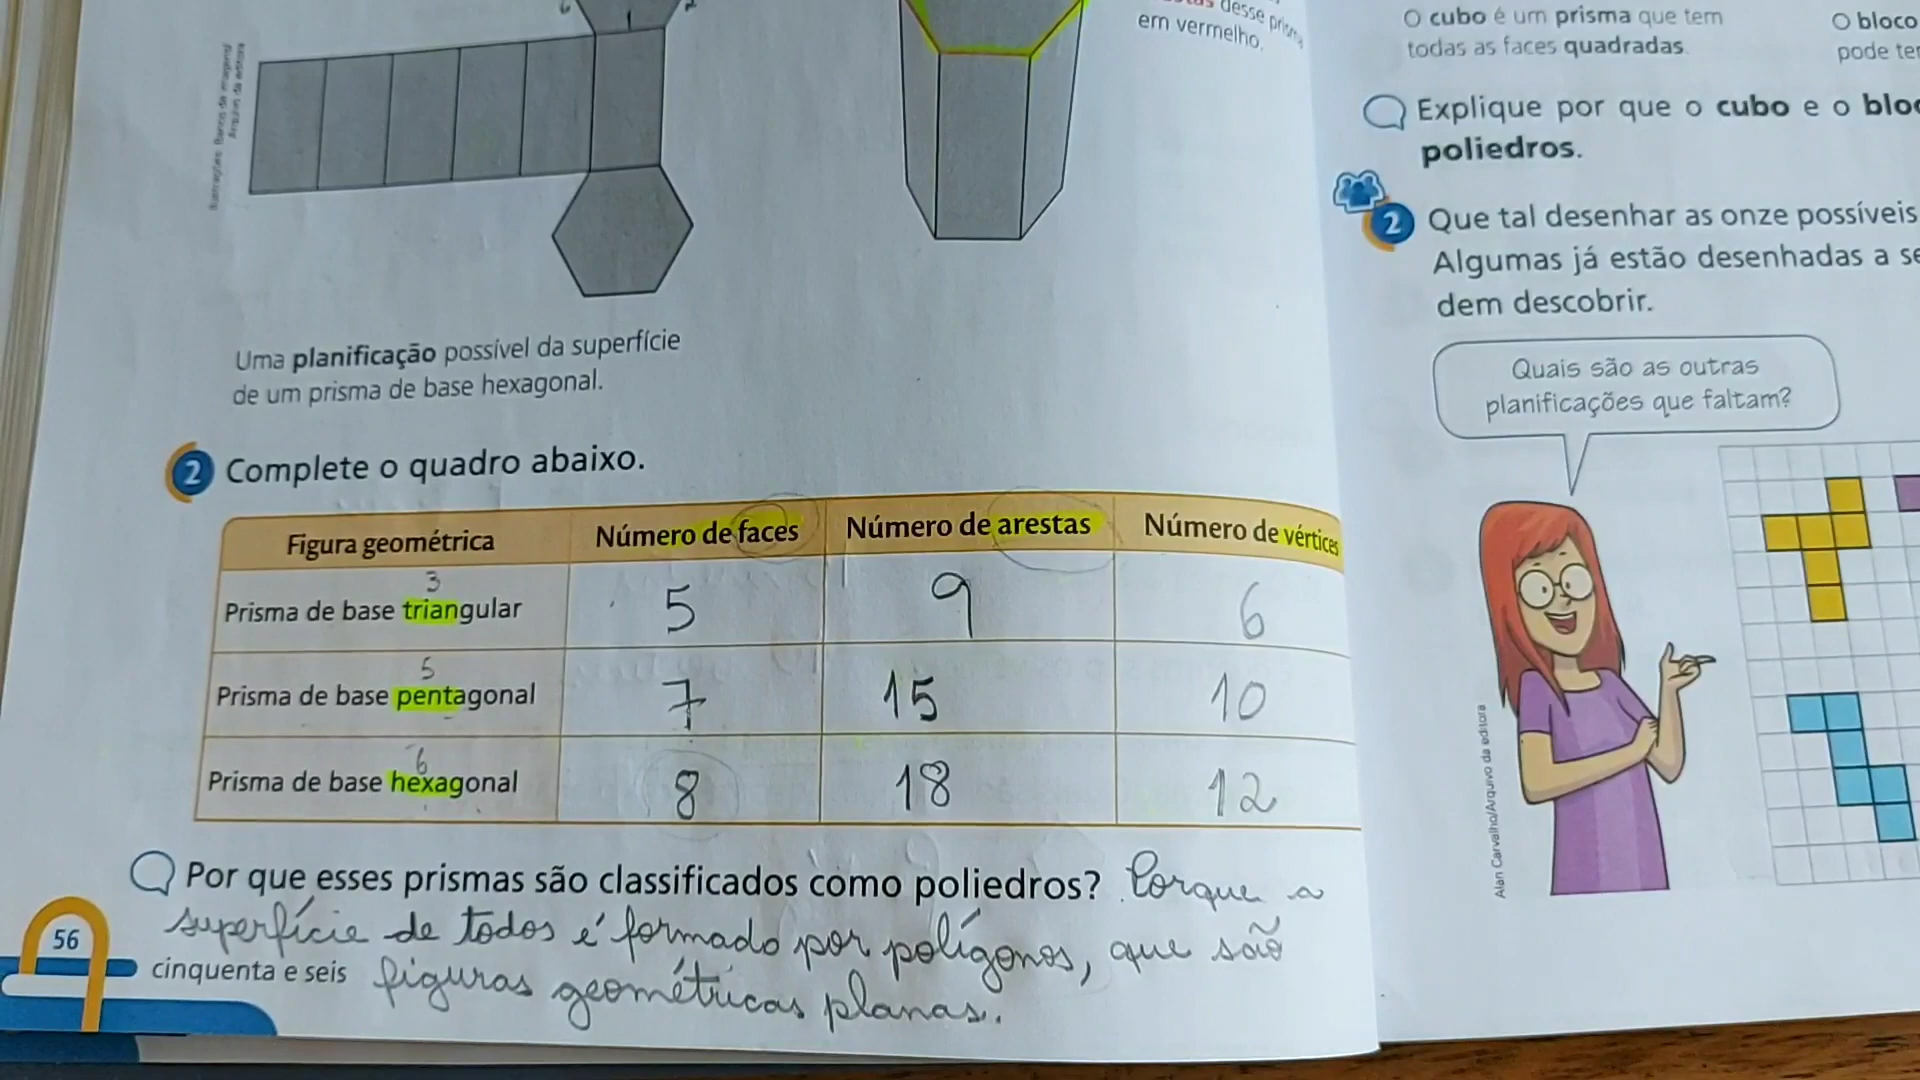 desse prisma
em vermelho.
Uma planificação possível da superfície
de um prisma de base hexagonal.
2 Complete o quadro abaixo.
Figura geométrica Número de faces Número de arestas Número de vértices
3
Prisma de base triangular 5 9 6
5
Prisma de base pentagonal 7 15 10
6
Prisma de base hexagonal 8 18 12
Por que esses prismas são classificados como poliedros? Porque a
superfície de todos é formado por polígonos, que são
figuras geométricas planas.
56
cinquenta e seis
O cubo é um prisma que tem
todas as faces quadradas.
O bloco
pode ter
Explique por que o cubo e o bloc
poliedros.
2 Que tal desenhar as onze possíveis
Algumas já estão desenhadas a se
dem descobrir.
Quais são as outras
planificações que faltam?
Alan Carvalho/Arquivo da editora